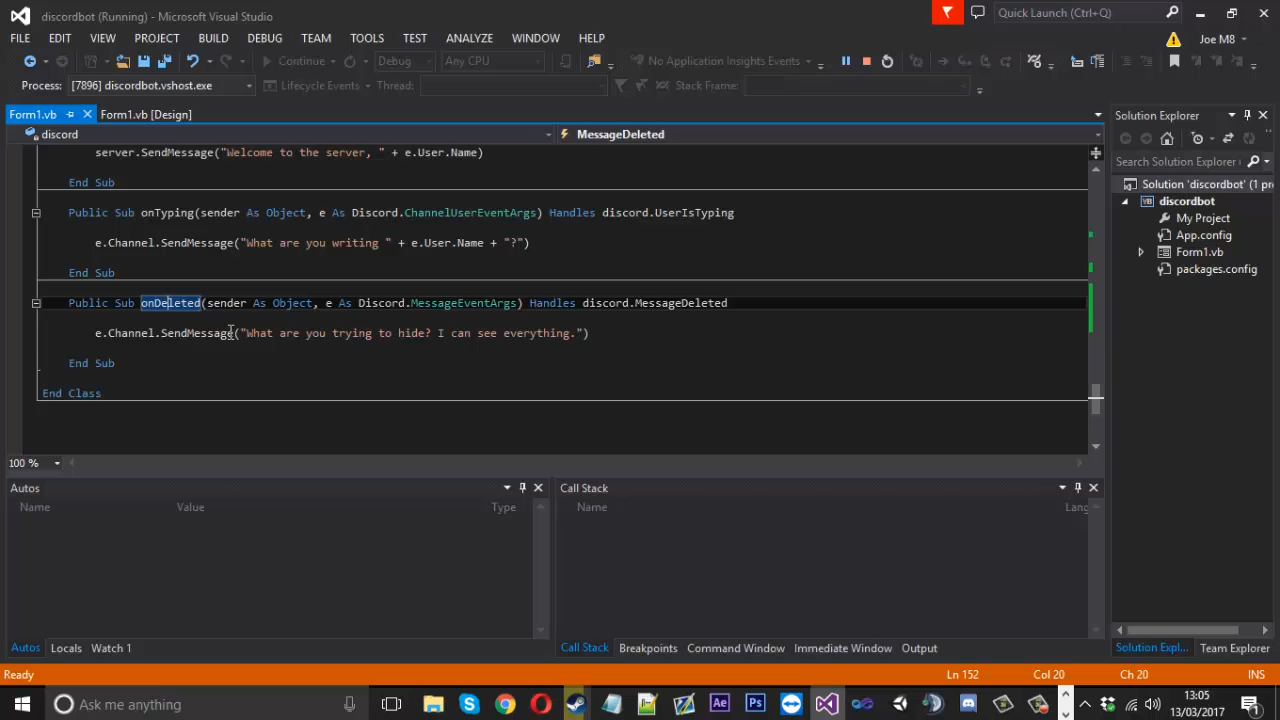 discordbot (Running) - Microsoft Visual Studio
Quick Launch (Ctrl+Q)
FILE EDIT VIEW PROJECT BUILD DEBUG TEAM TOOLS TEST ANALYZE WINDOW HELP
Joe M8
Continue Debug Any CPU No Application Insights Events
Process: [7896] discordbot.vshost.exe Lifecycle Events Thread: Stack Frame:
Form1.vb Form1.vb [Design]
discord MessageDeleted
server.SendMessage("Welcome to the server, " + e.User.Name)
End Sub
Public Sub onTyping(sender As Object, e As Discord.ChannelUserEventArgs) Handles discord.UserIsTyping
e.Channel.SendMessage("What are you writing " + e.User.Name + "?")
End Sub
Public Sub onDeleted(sender As Object, e As Discord.MessageEventArgs) Handles discord.MessageDeleted
e.Channel.SendMessage("What are you trying to hide? I can see everything.")
End Sub
End Class
100 %
Solution Explorer
Search Solution Explorer
Solution 'discordbot' (1 pr
discordbot
My Project
App.config
Form1.vb
packages.config
Autos
Name Value Type
Call Stack
Name Lang
Autos Locals Watch 1
Call Stack Breakpoints Command Window Immediate Window Output
Solution Expl... Team Explorer
Ready Ln 152 Col 20 Ch 20 INS
Ask me anything
Ae Ps
13:05
13/03/2017
1